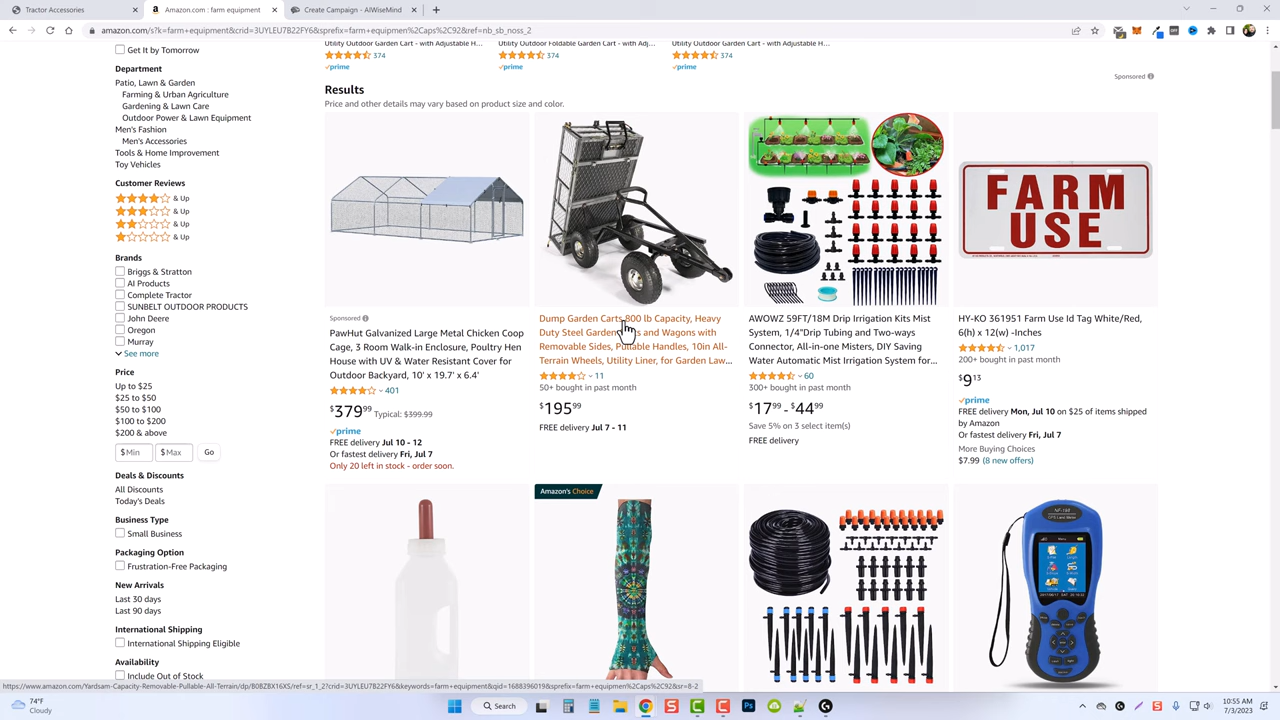 Tractor Accessories
Amazon.com : farm equipment
Create Campaign - AIWiseMind
amazon.com/s?k=farm+equipment&crid=3UYLEU7B22FY6&sprefix=farm+equipmen%2Caps%2C92&ref=nb_sb_noss_2
Get It by Tomorrow
Department
Patio, Lawn & Garden
Farming & Urban Agriculture
Gardening & Lawn Care
Outdoor Power & Lawn Equipment
Men's Fashion
Men's Accessories
Tools & Home Improvement
Toy Vehicles
Customer Reviews
& Up
& Up
& Up
& Up
Brands
Briggs & Stratton
AI Products
Complete Tractor
SUNBELT OUTDOOR PRODUCTS
John Deere
Oregon
Murray
See more
Price
Up to $25
$25 to $50
$50 to $100
$100 to $200
$200 & above
$ Min
$ Max
Go
Deals & Discounts
All Discounts
Today's Deals
Business Type
Small Business
Packaging Option
Frustration-Free Packaging
New Arrivals
Last 30 days
Last 90 days
International Shipping
International Shipping Eligible
Availability
Include Out of Stock
Utility Outdoor Garden Cart - with Adjustable H...
374
prime
Utility Outdoor Foldable Garden Cart - with Adj...
374
prime
Utility Outdoor Garden Cart - with Adjustable H...
374
prime
Sponsored
Results
Price and other details may vary based on product size and color.
Sponsored
PawHut Galvanized Large Metal Chicken Coop
Cage, 3 Room Walk-in Enclosure, Poultry Hen
House with UV & Water Resistant Cover for
Outdoor Backyard, 10' x 19.7' x 6.4'
401
$379.99 Typical: $399.99
prime
FREE delivery Jul 10 - 12
Or fastest delivery Fri, Jul 7
Only 20 left in stock - order soon.
Dump Garden Carts 800 lb Capacity, Heavy
Duty Steel Garden and Wagons with
Removable Sides, Pullable Handles, 10in All-
Terrain Wheels, Utility Liner, for Garden Law...
11
50+ bought in past month
$195.99
FREE delivery Jul 7 - 11
AWOWZ 59FT/18M Drip Irrigation Kits Mist
System, 1/4"Drip Tubing and Two-ways
Connector, All-in-one Misters, DIY Saving
Water Automatic Mist Irrigation System for...
60
300+ bought in past month
$17.99 - $44.99
Save 5% on 3 select item(s)
FREE delivery
FARM
USE
HY-KO 361951 Farm Use Id Tag White/Red,
6(h) x 12(w) -Inches
1,017
200+ bought in past month
$9.13
prime
FREE delivery Mon, Jul 10 on $25 of items shipped
by Amazon
Or fastest delivery Fri, Jul 7
More Buying Choices
$7.99 (8 new offers)
Amazon's Choice
https://www.amazon.com/Yardsam-Capacity-Removable-Pullable-All-Terrain/dp/B0BZBX16XS/ref=sr_1_2?crid=3UYLEU7B22FY6&keywords=farm+equipment&qid=1688396019&sprefix=farm+equipmen%2Caps%2C92&sr=8-2
74°F
Cloudy
Search
10:55 AM
7/3/2023